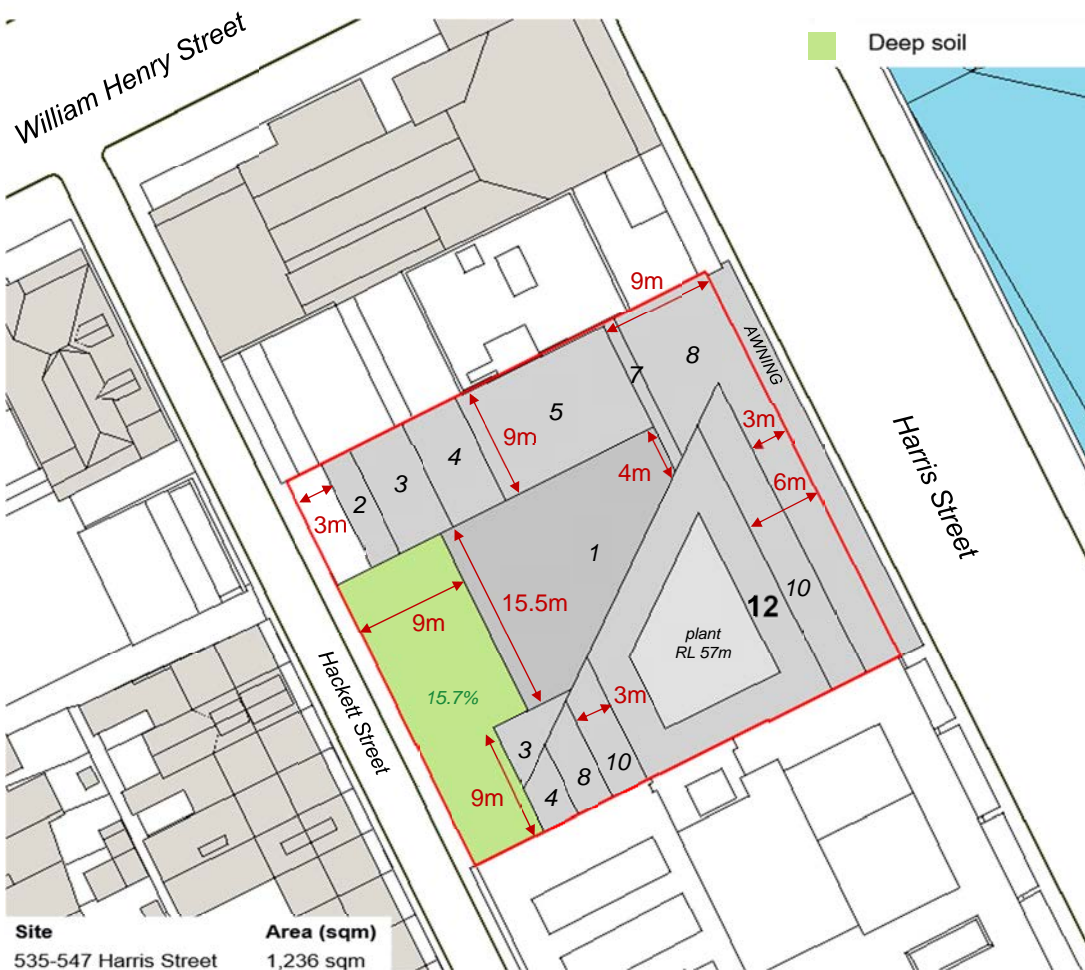 William Henry Street
Deep soil
9m
AWNING
8
7
5
3m
9m
4
4m
6m
3
2
3m
Harris Street
1
15.5m
12
10
9m
plant
RL 57m
Hackett Street
15.7%
3m
3
10
8
9m
4
Site Area (sqm)
535-547 Harris Street 1,236 sqm